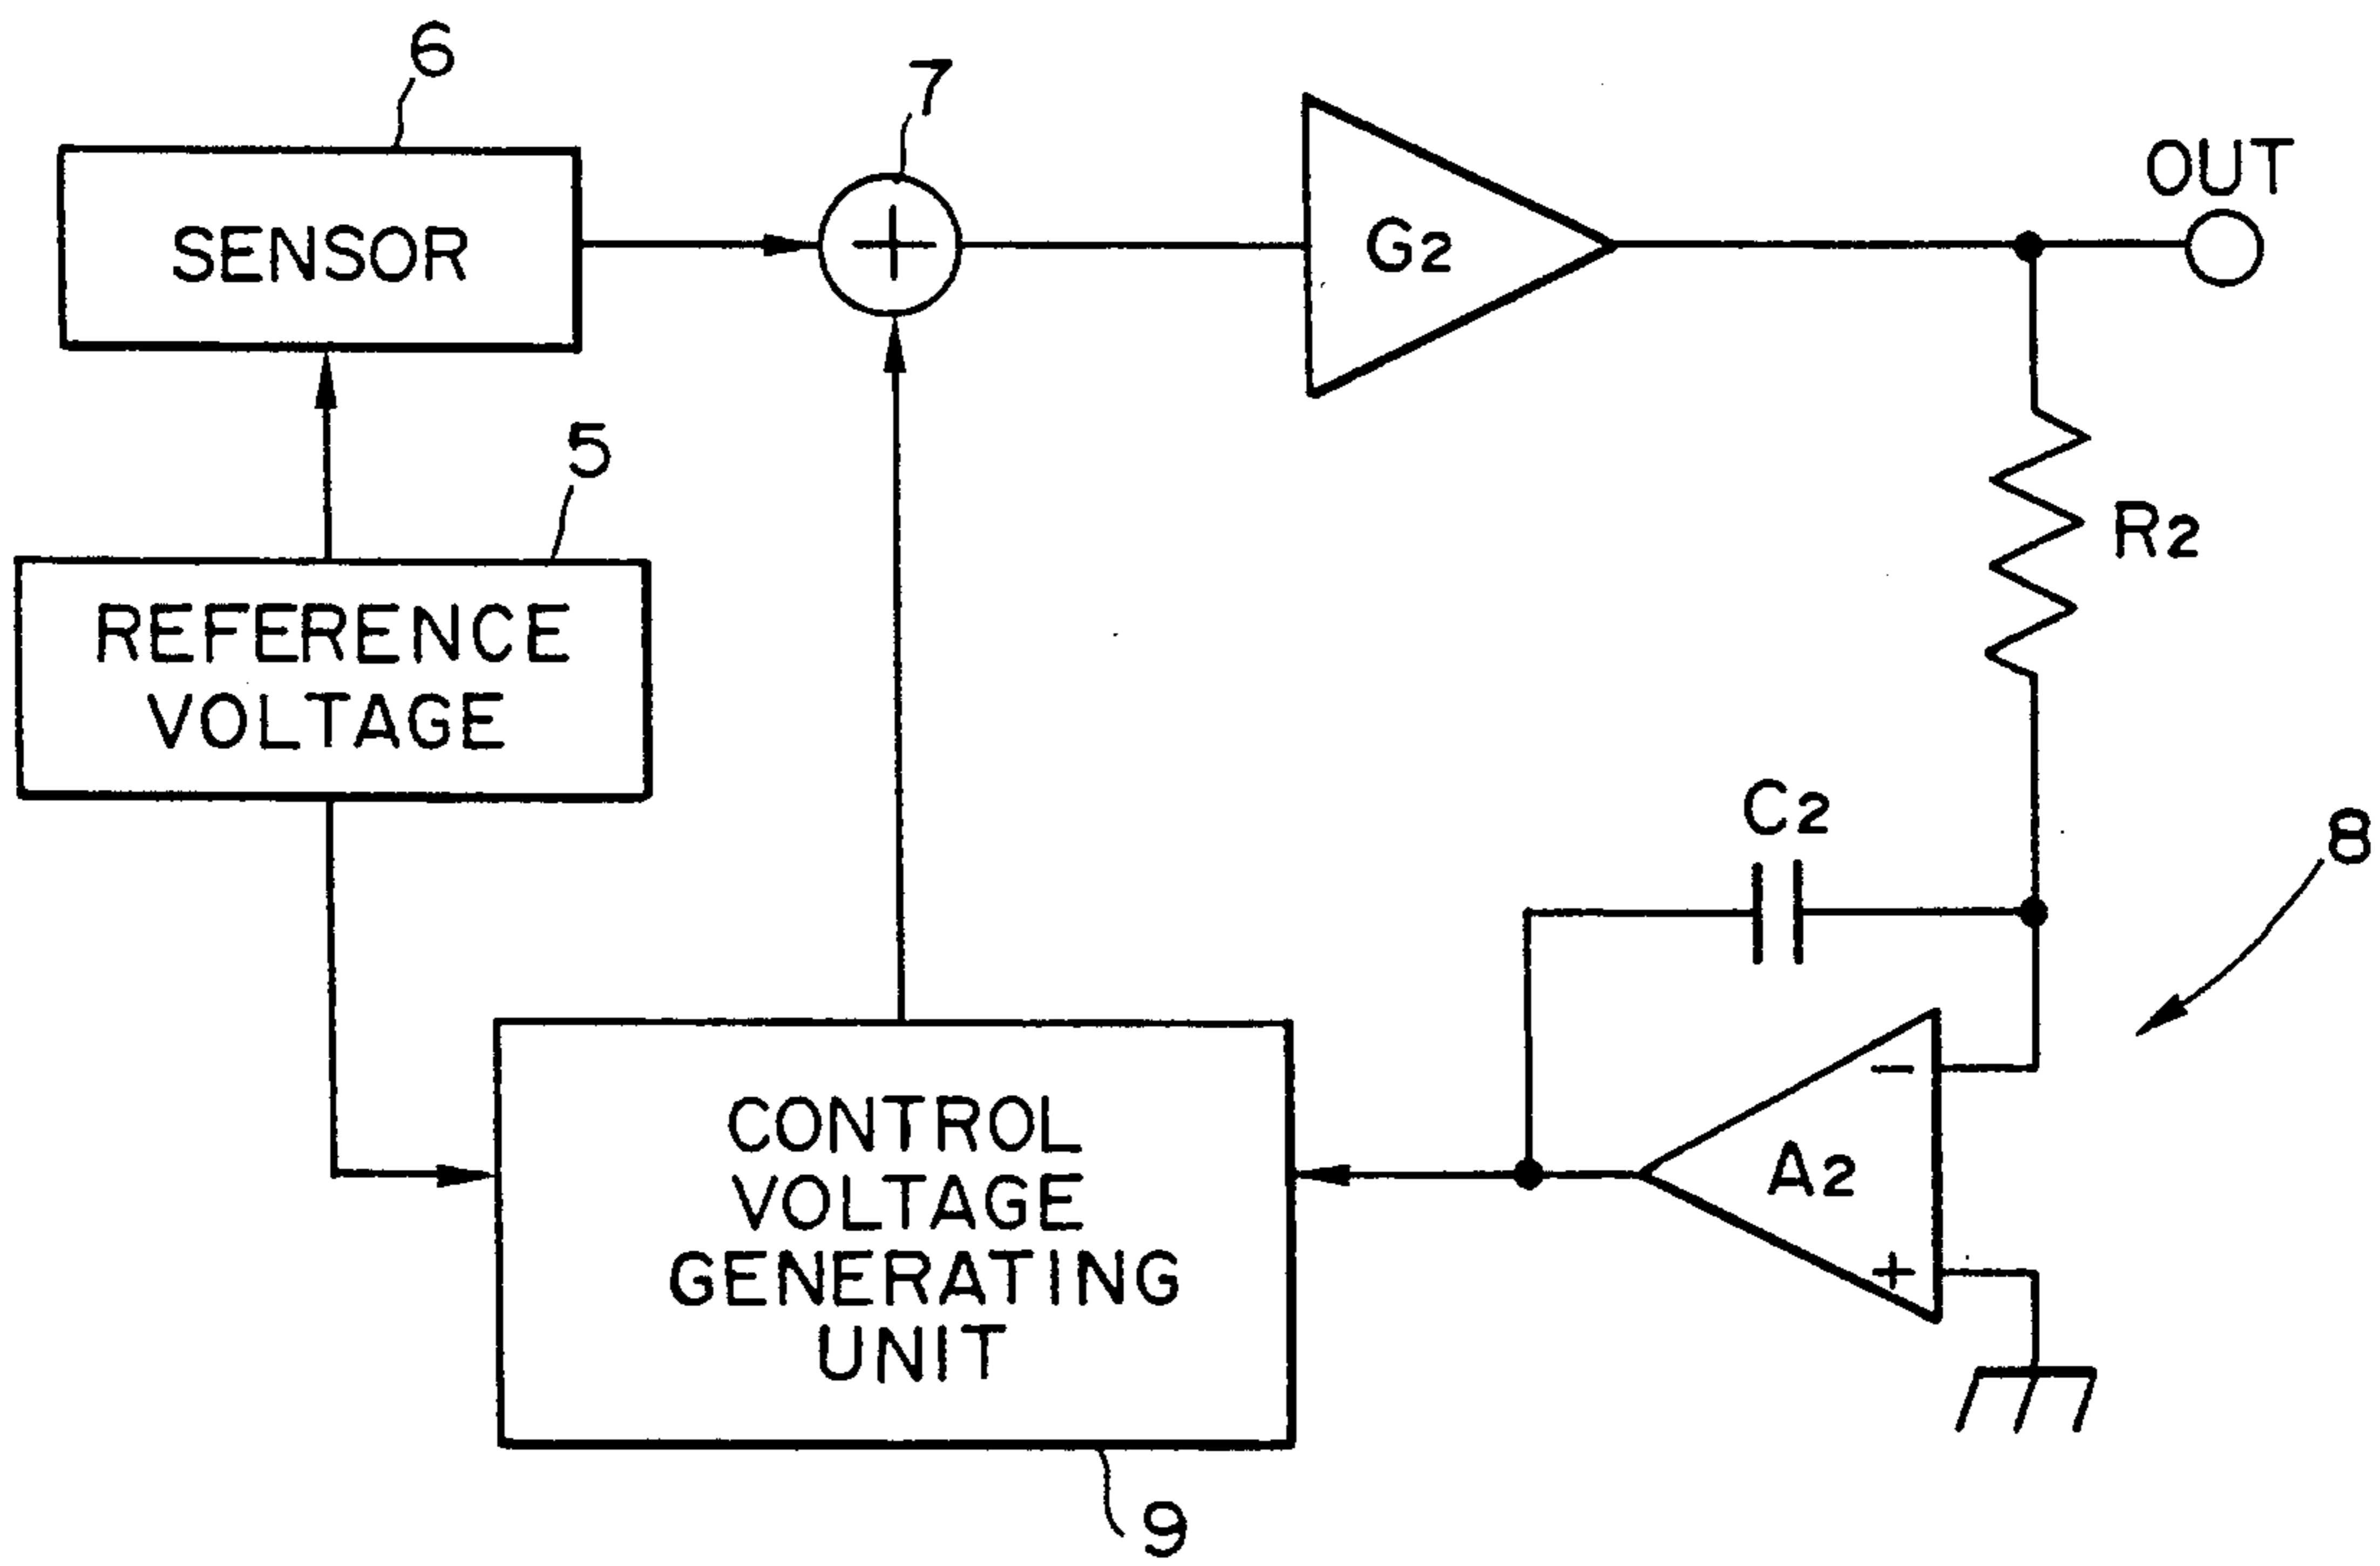 6
7
OUT
SENSOR
+
G2
5
R2
REFERENCE
VOLTAGE
C2
8
−
CONTROL
VOLTAGE
GENERATING
UNIT
A2
+
9